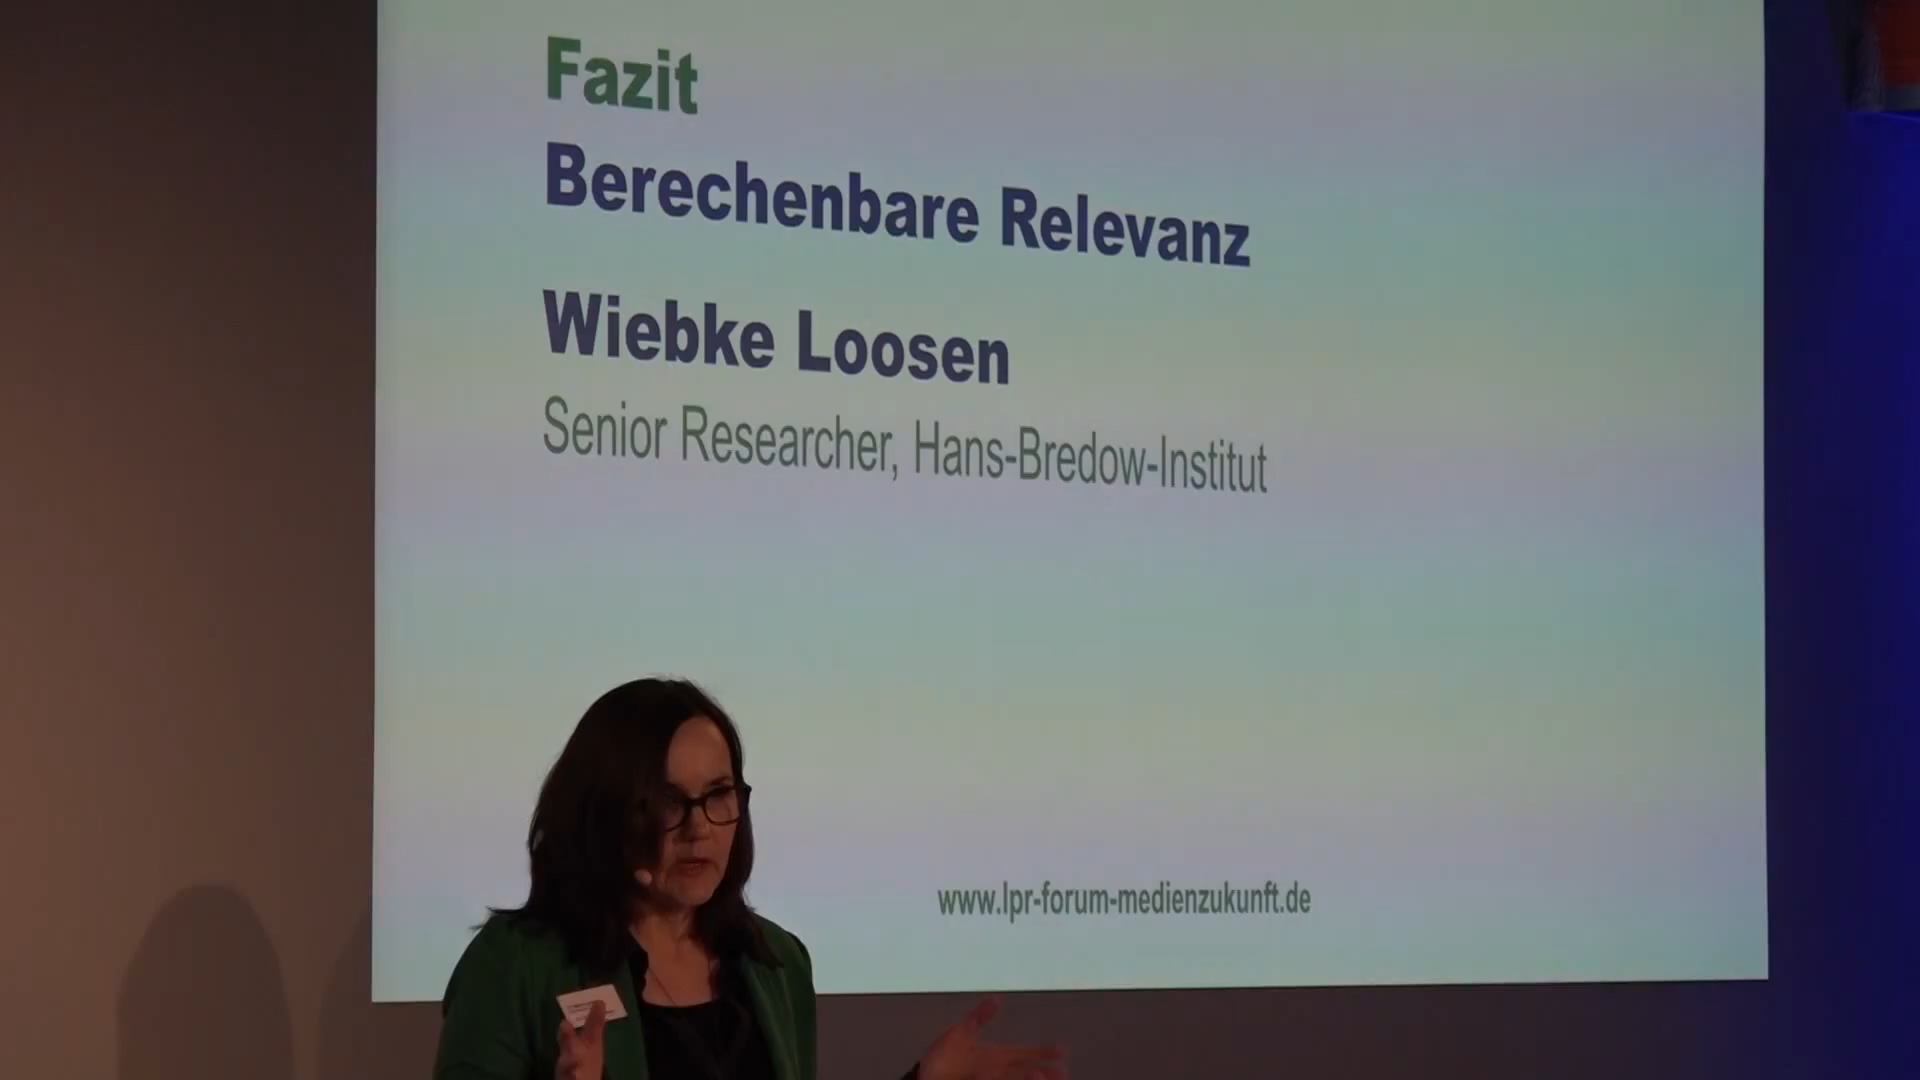 Fazit
Berechenbare Relevanz
Wiebke Loosen
Senior Researcher, Hans-Bredow-Institut
www.lpr-forum-medienzukunft.de